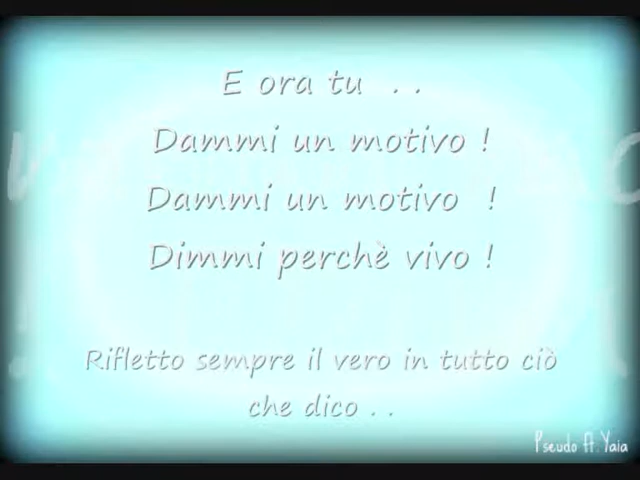 E ora tu . .
Dammi un motivo !
Dammi un motivo !
Dimmi perchè vivo !
Rifletto sempre il vero in tutto ciò
che dico . .
Pseudo ft. Yaia